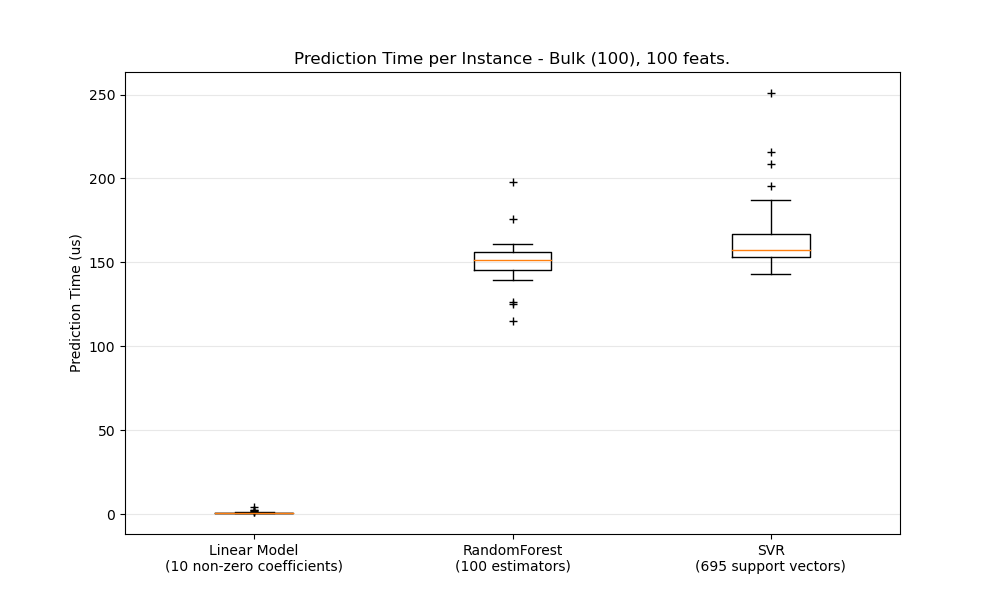 Prediction Time per Instance - Bulk (100), 100 feats.
Prediction Time (us)
250
200
150
100
50
0
Linear Model
(10 non-zero coefficients)
RandomForest
(100 estimators)
SVR
(695 support vectors)